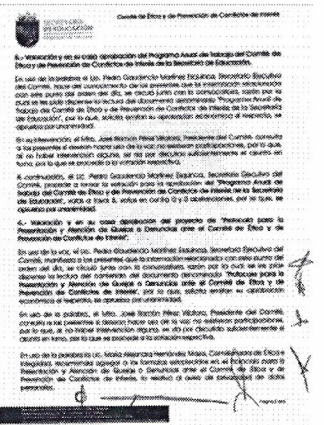 SECRETARÍA
DE EDUCACIÓN
Comité de Ética y de Prevención de Conflictos de Interés
5.- Valoración y en su caso aprobación del Programa Anual de Trabajo del Comité de
Ética y de Prevención de Conflictos de Interés de la Secretaría de Educación.
En uso de la palabra el Lic. Pedro Gaudencio Martínez Esquinca, Secretario Ejecutivo
del Comité, hace del conocimiento de los presentes que la información relacionada
con este punto del orden del día, se circuló junto con la convocatoria, razón por la
cual se les pide dispensar la lectura del documento denominado "Programa Anual de
Trabajo del Comité de Ética y de Prevención de Conflictos de Interés de la Secretaría
de Educación", por lo que, solicita emitan su aprobación económica al respecto, se
aprueba por unanimidad.
En su intervención, el Mtro. José Ramón Pérez Villatoro, Presidente del Comité, consulta
a los presentes si desean hacer uso de la voz no existieron participaciones, por lo que,
al no haber intervención alguna, se da por discutido suficientemente el asunto en
turno, por lo que se procede a la votación respectiva.
A continuación, el Lic. Pedro Gaudencio Martínez Esquinca, Secretario Ejecutivo del
Comité, procede a tomar la votación para la aprobación del "Programa Anual de
Trabajo del Comité de Ética y de Prevención de Conflictos de Interés de la Secretaría
de Educación", votos a favor 8, votos en contra 0 y 0 abstenciones, por lo que, se
aprueba por unanimidad.
6.- Valoración y en su caso aprobación del proyecto de "Protocolo para la
Presentación y Atención de Quejas o Denuncias ante el Comité de Ética y de
Prevención de Conflictos de Interés".
En uso de la voz, el Lic. Pedro Gaudencio Martínez Esquinca, Secretario Ejecutivo del
Comité, manifiesta a los presentes que la información relacionada con este punto del
orden del día, se circuló junto con la convocatoria, razón por la cual se les pide
dispensar la lectura del contenido del documento denominado "Protocolo para la
Presentación y Atención de Quejas o Denuncias ante el Comité de Ética y de
Prevención de Conflictos de Interés", por lo que, solicita emitan su aprobación
económica al respecto, se aprueba por unanimidad.
En uso de la palabra, el Mtro. José Ramón Pérez Villatoro, Presidente del Comité,
consulta a los presentes si desean hacer uso de la voz no existieron participaciones,
por lo que, al no haber intervención alguna, se da por discutido suficientemente el
asunto en turno, por lo que se procede a la votación respectiva.
En uso de la palabra la Lic. María Alejandra Hernández Maza, Comisionada de Ética e
Integridad, recomienda agregar a los formatos establecidos en el Protocolo para la
Presentación y Atención de Quejas o Denuncias ante el Comité de Ética y de
Prevención de Conflictos de Interés, lo relativo al aviso de privacidad de datos
personales.